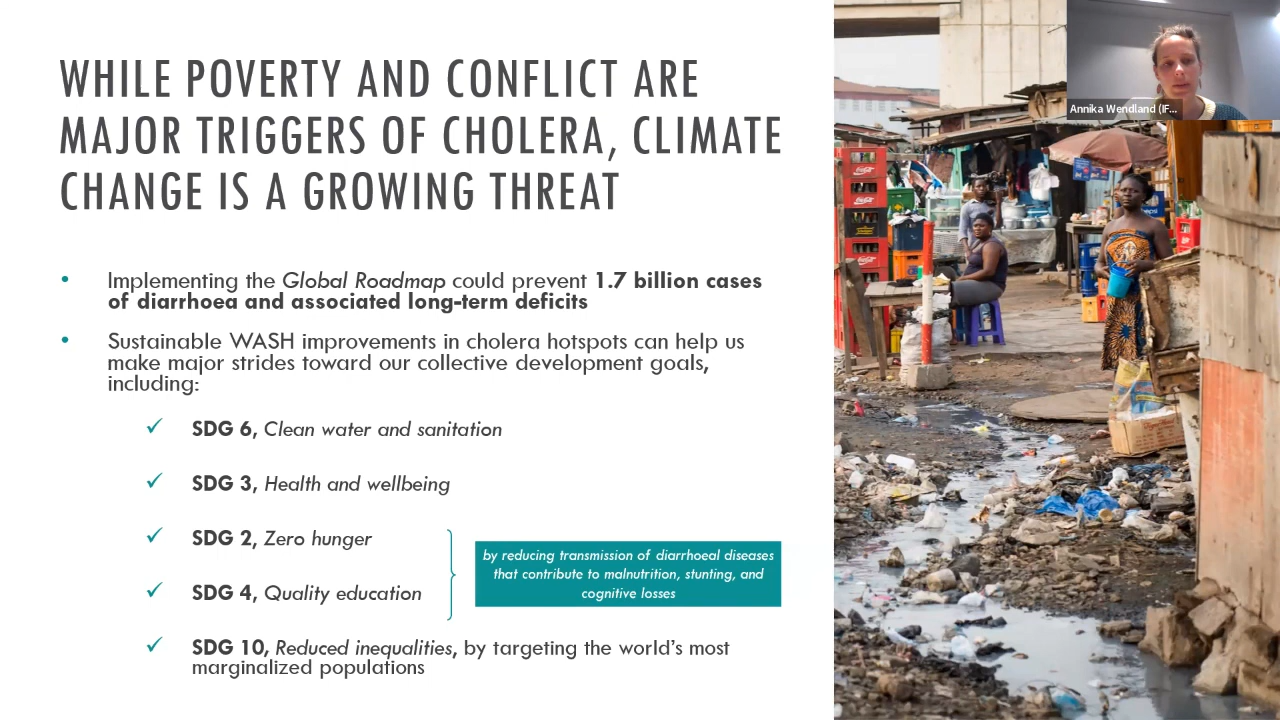 WHILE POVERTY AND CONFLICT ARE
MAJOR TRIGGERS OF CHOLERA, CLIMATE
CHANGE IS A GROWING THREAT
• Implementing the Global Roadmap could prevent 1.7 billion cases
of diarrhoea and associated long-term deficits
• Sustainable WASH improvements in cholera hotspots can help us
make major strides toward our collective development goals,
including:
✓ SDG 6, Clean water and sanitation
✓ SDG 3, Health and wellbeing
✓ SDG 2, Zero hunger
✓ SDG 4, Quality education
by reducing transmission of diarrhoeal diseases
that contribute to malnutrition, stunting, and
cognitive losses
✓ SDG 10, Reduced inequalities, by targeting the world's most
marginalized populations
Annika Wendland (IF...
Coca-Cola
pepsi